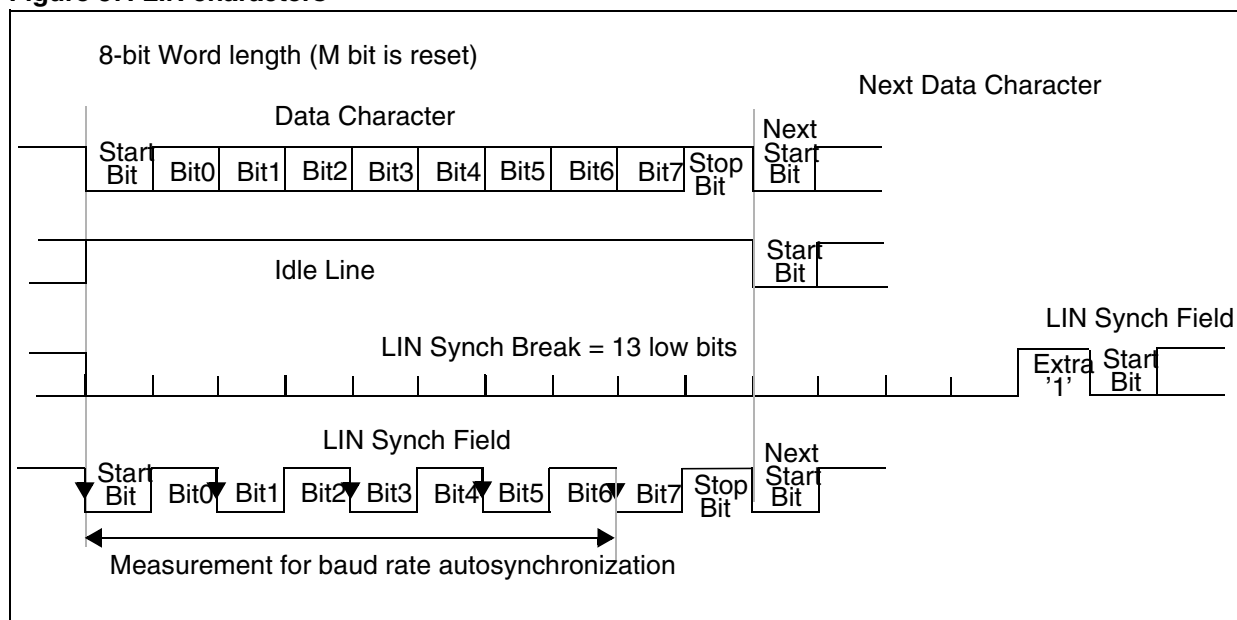 8-bit Word length (M bit is reset)
Next Data Character
Data Character
Start
Bit
Bit0
Bit1
Bit2
Bit3
Bit4
Bit5
Bit6
Bit7
Stop
Bit
Next
Start
Bit
Idle Line
Start
Bit
LIN Synch Field
LIN Synch Break = 13 low bits
Extra
'1'
Start
Bit
LIN Synch Field
Start
Bit
Bit0
Bit1
Bit2
Bit3
Bit4
Bit5
Bit6
Bit7
Stop
Bit
Next
Start
Bit
Measurement for baud rate autosynchronization